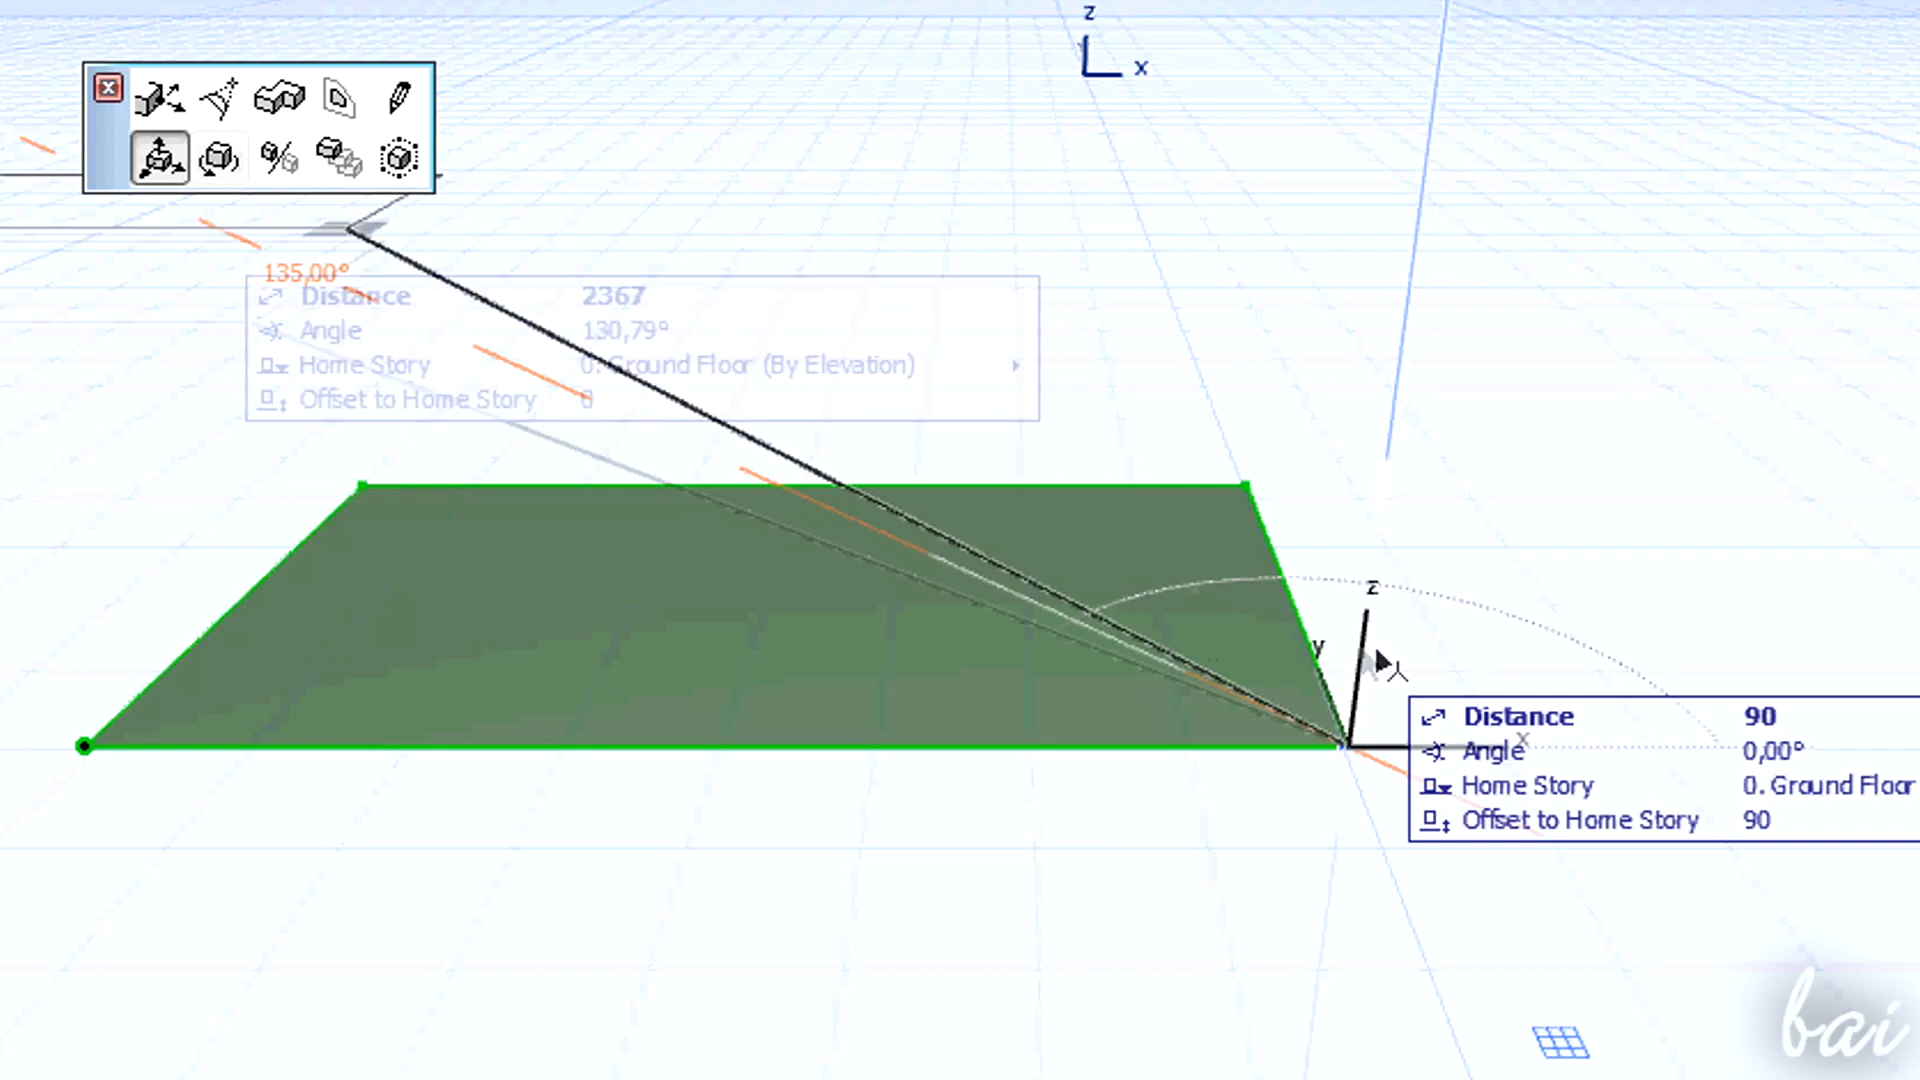 z
x
135,00°
Distance 2367
Angle 130,79°
Home Story 0. Ground Floor (By Elevation)
Offset to Home Story 0
z
y
x
Distance 90
Angle 0,00°
Home Story 0. Ground Floor
Offset to Home Story 90
bai